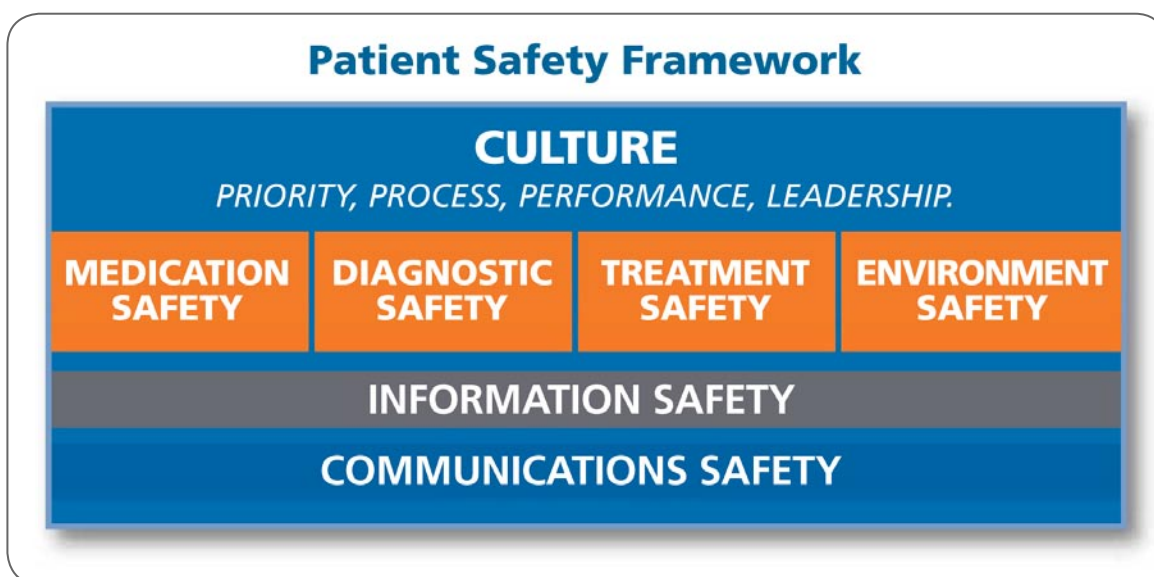 Patient Safety Framework
CULTURE
PRIORITY, PROCESS, PERFORMANCE, LEADERSHIP.
MEDICATION
SAFETY
DIAGNOSTIC
SAFETY
TREATMENT
SAFETY
ENVIRONMENT
SAFETY
INFORMATION SAFETY
COMMUNICATIONS SAFETY